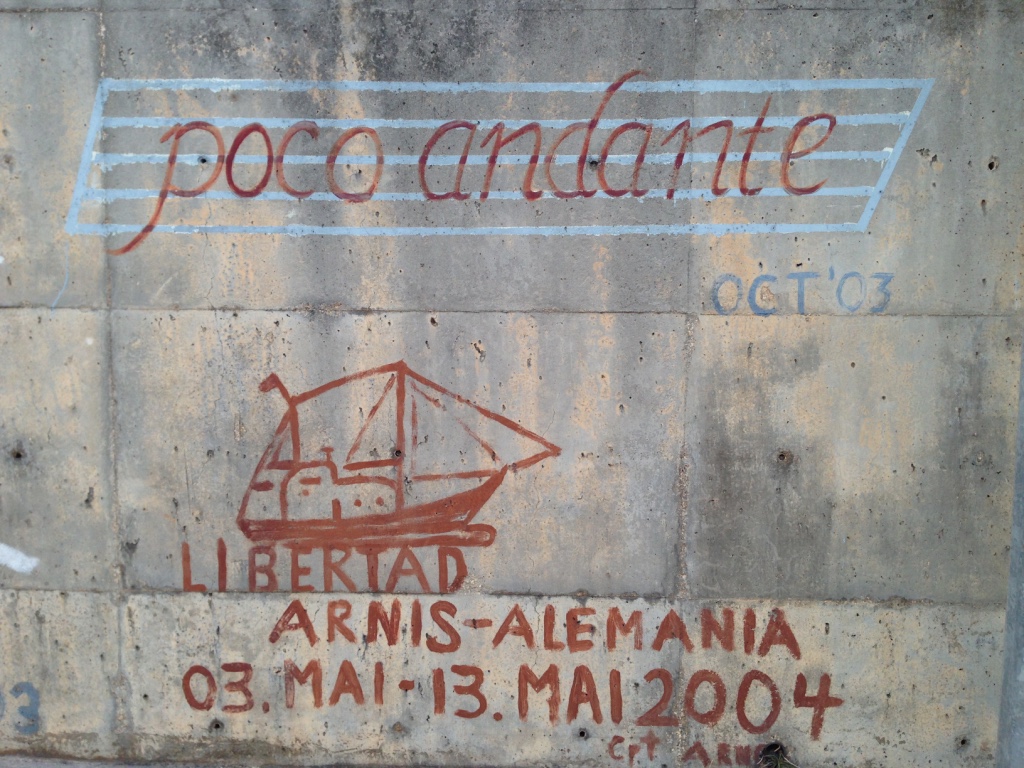 poco andante
OCT '03
LIBERTAD
ARNIS-ALEMANIA
03. MAI - 13. MAI 2004